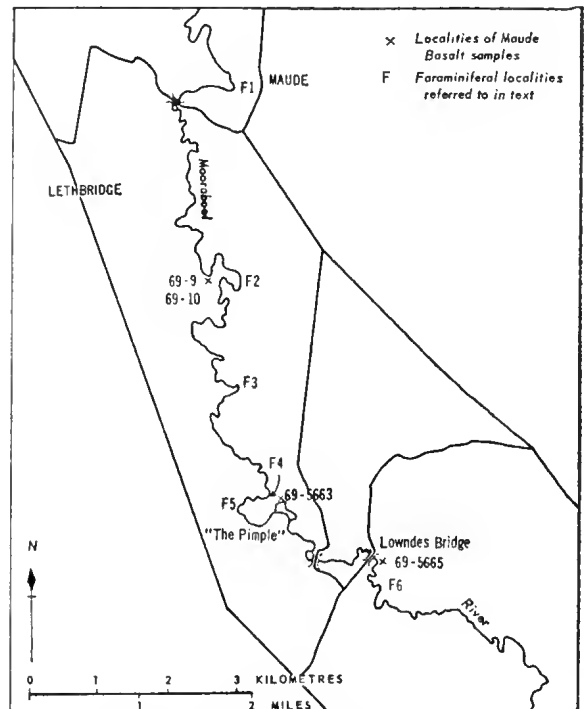 × Localities of Maude
Basalt samples
F Foraminiferal localities
referred to in text
F1
MAUDE
LETHBRIDGE
Moorabool
69-9
69-10
F2
F3
F4
69-5663
F5
"The Pimple"
Lowndes Bridge
69-5665
F6
River
N
0 1 2 3 KILOMETRES
0 1 2 MILES